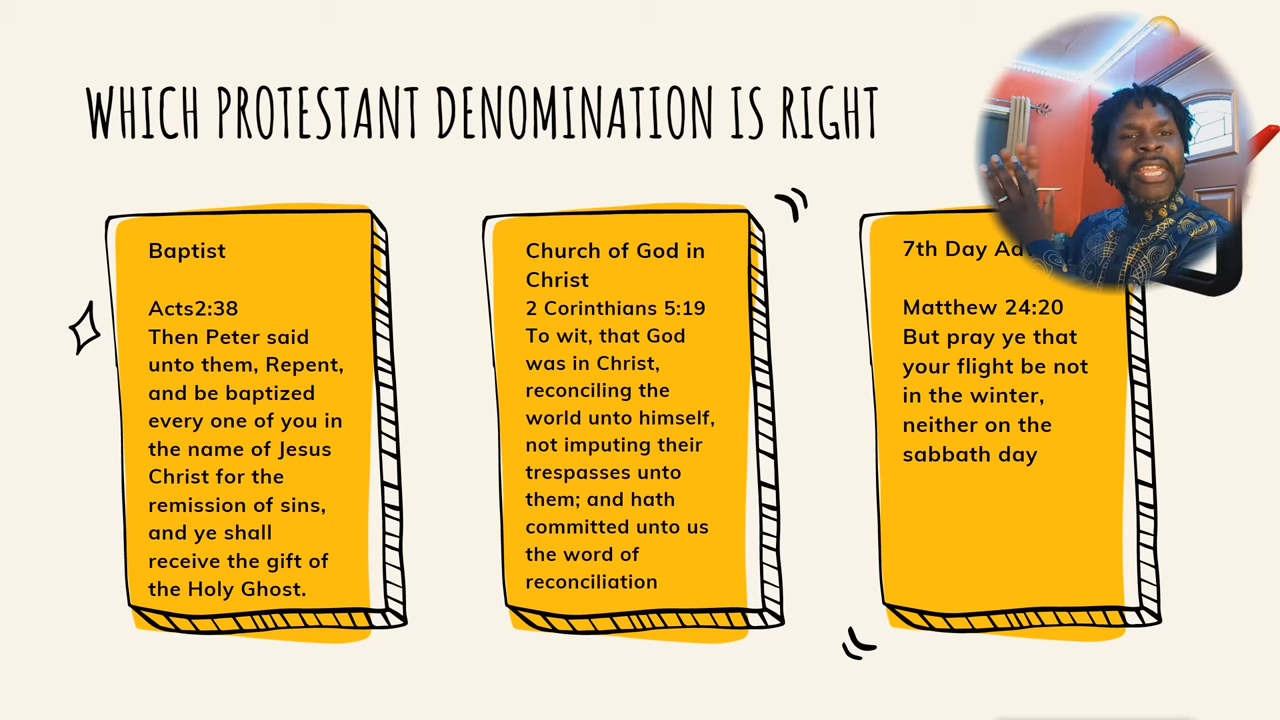 WHICH PROTESTANT DENOMINATION IS RIGHT
Baptist
Acts2:38
Then Peter said
unto them, Repent,
and be baptized
every one of you in
the name of Jesus
Christ for the
remission of sins,
and ye shall
receive the gift of
the Holy Ghost.
Church of God in
Christ
2 Corinthians 5:19
To wit, that God
was in Christ,
reconciling the
world unto himself,
not imputing their
trespasses unto
them; and hath
committed unto us
the word of
reconciliation
7th Day
Matthew 24:20
But pray ye that
your flight be not
in the winter,
neither on the
sabbath day